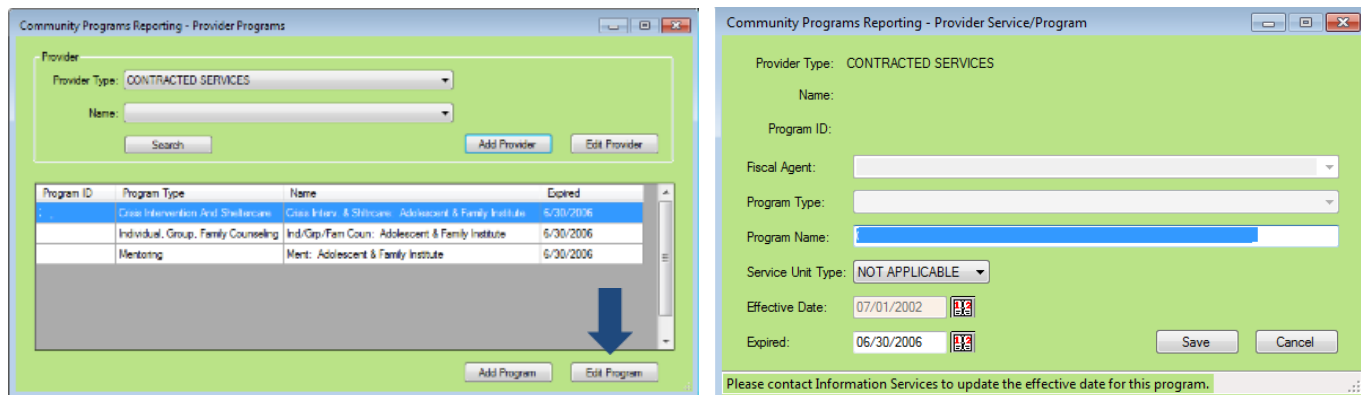 Community Programs Reporting - Provider Programs
Provider
Provider Type: CONTRACTED SERVICES
Name:
Search Add Provider Edit Provider
Program ID Program Type Name Expired
Crisis Intervention And Sheltercare Crisis Interv. & Shltrcare: Adolescent & Family Institute 6/30/2006
Individual, Group, Family Counseling Ind/Grp/Fam Coun: Adolescent & Family Institute 6/30/2006
Mentoring Ment: Adolescent & Family Institute 6/30/2006
Add Program Edit Program
Community Programs Reporting - Provider Service/Program
Provider Type: CONTRACTED SERVICES
Name:
Program ID:
Fiscal Agent:
Program Type:
Program Name:
Service Unit Type: NOT APPLICABLE
Effective Date: 07/01/2002
Expired: 06/30/2006 Save Cancel
Please contact Information Services to update the effective date for this program.